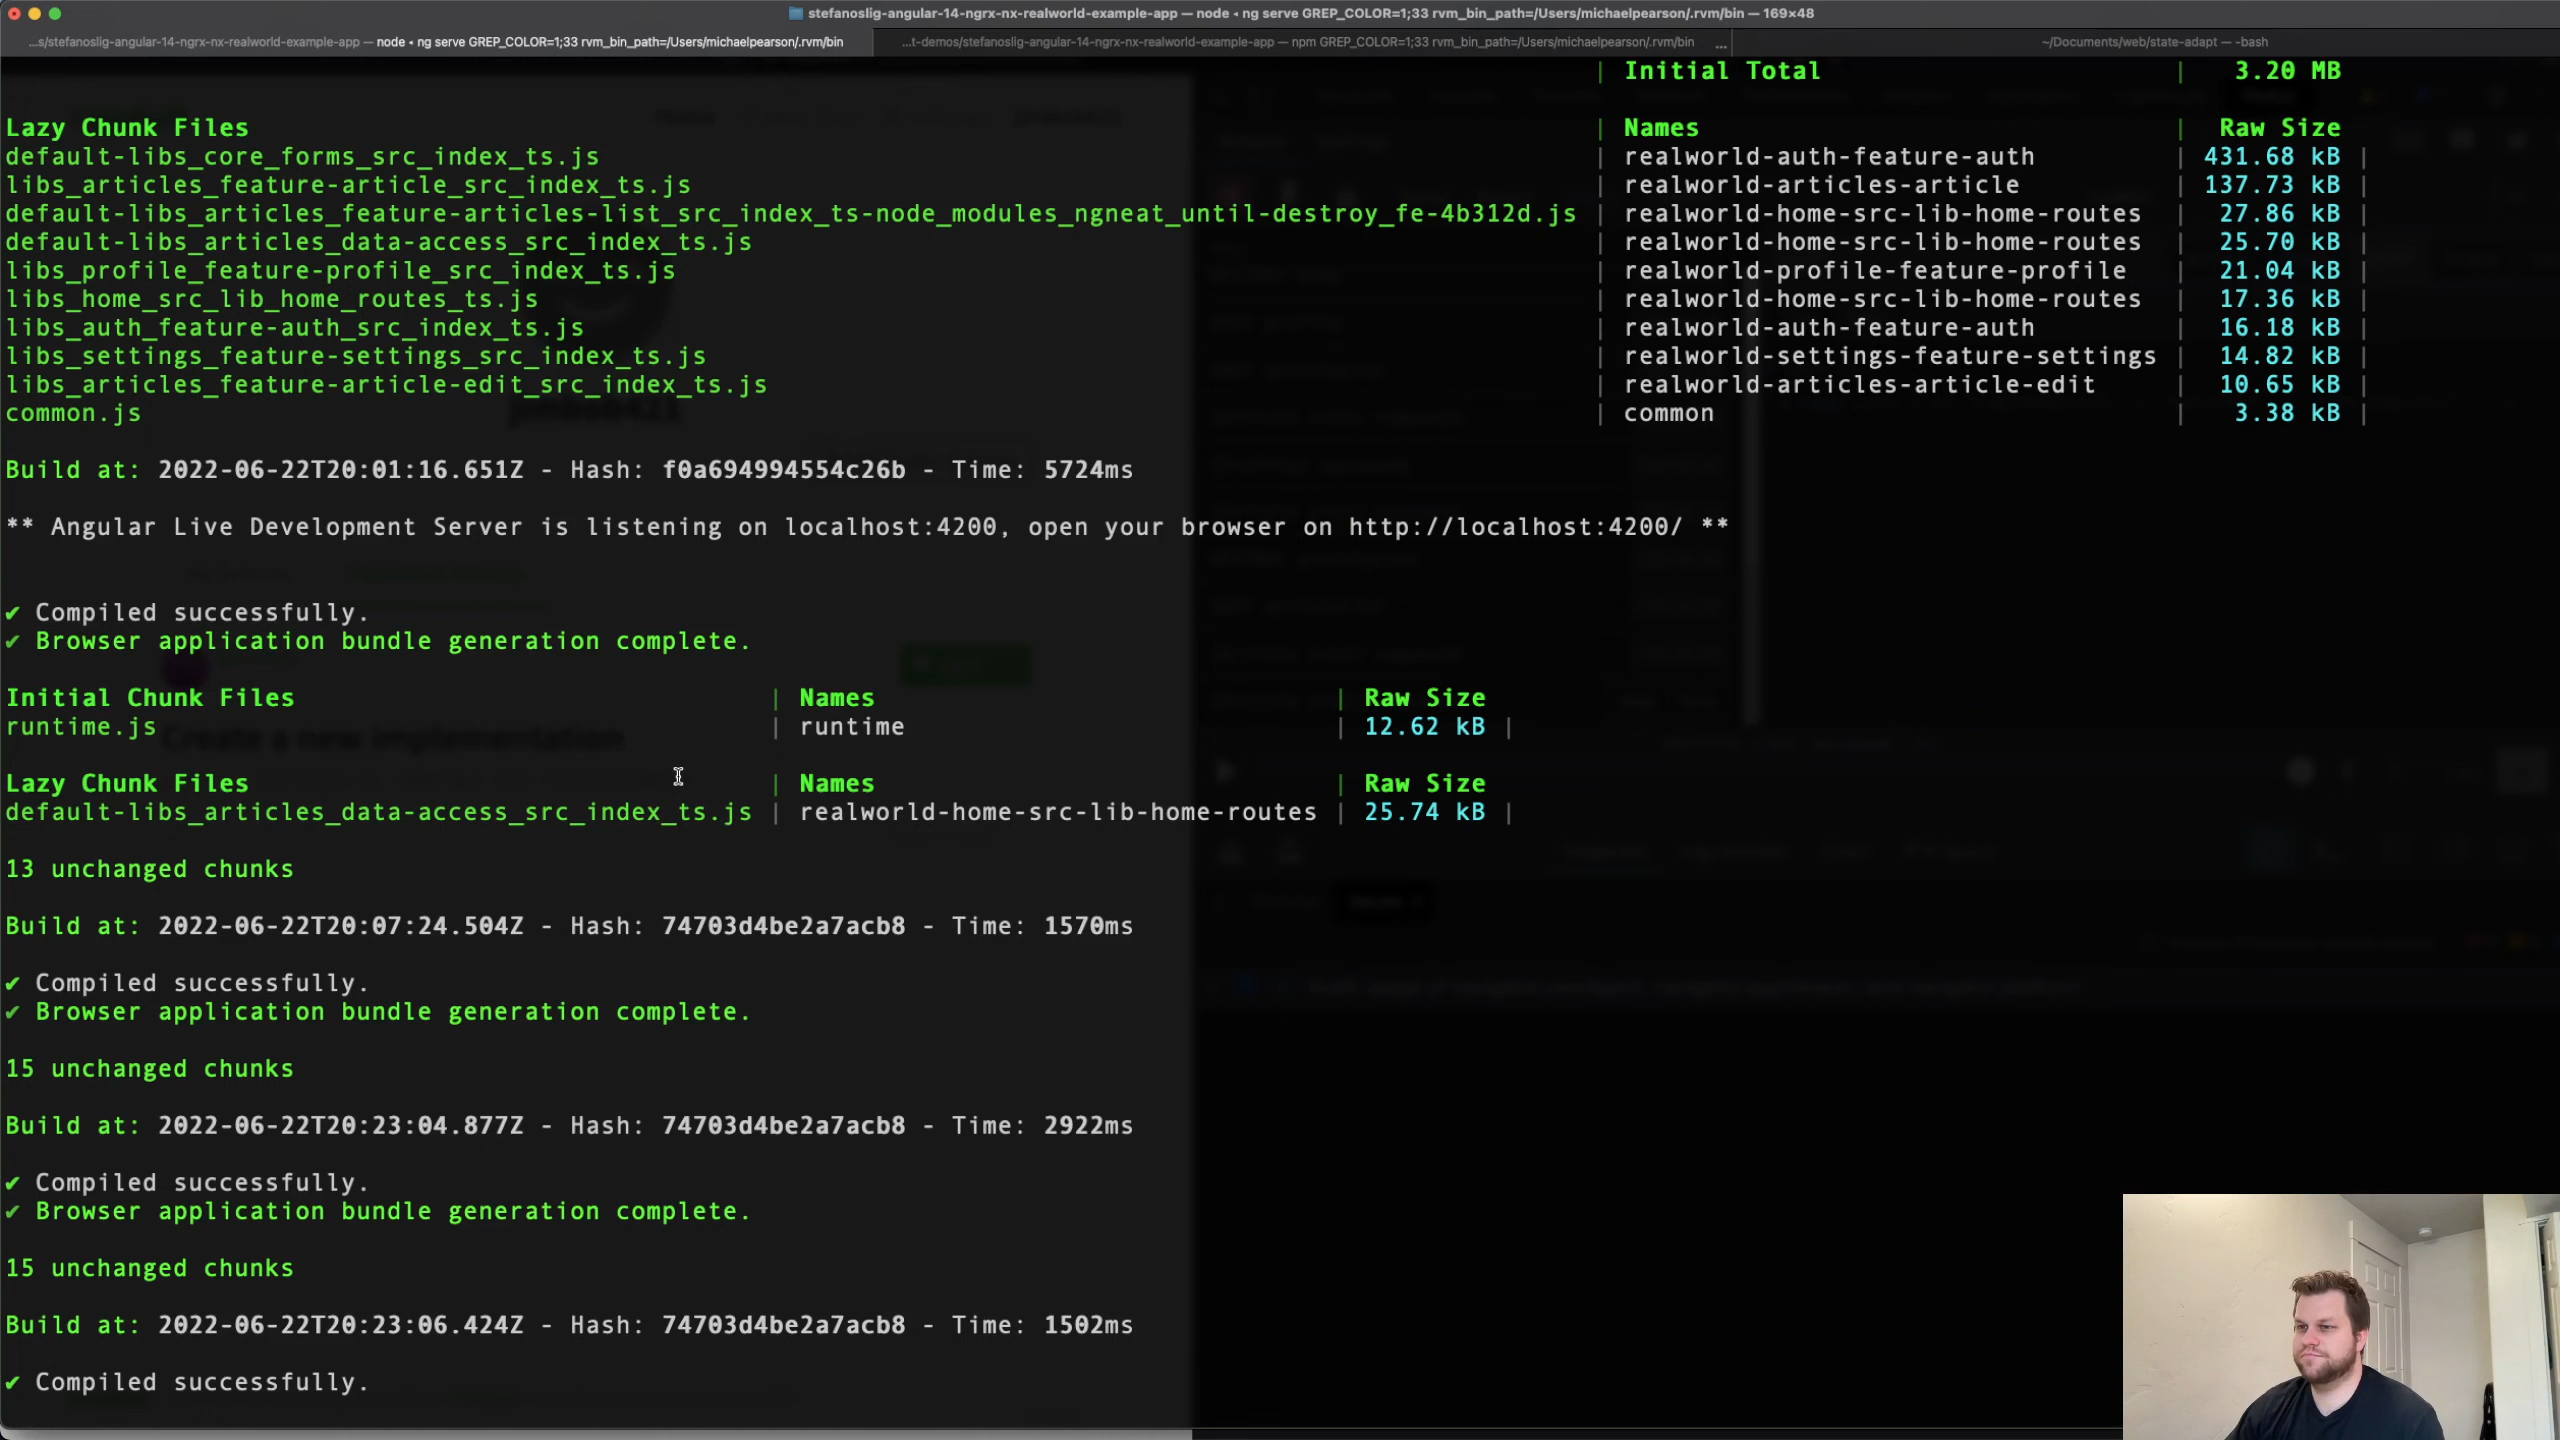 stefanoslig-angular-14-ngrx-nx-realworld-example-app — node ◂ ng serve GREP_COLOR=1;33 rvm_bin_path=/Users/michaelpearson/.rvm/bin — 169×48
...s/stefanoslig-angular-14-ngrx-nx-realworld-example-app — node ◂ ng serve GREP_COLOR=1;33 rvm_bin_path=/Users/michaelpearson/.rvm/bin
...t-demos/stefanoslig-angular-14-ngrx-nx-realworld-example-app — npm GREP_COLOR=1;33 rvm_bin_path=/Users/michaelpearson/.rvm/bin ...
~/Documents/web/state-adapt — -bash
| Initial Total | 3.20 MB
Lazy Chunk Files | Names | Raw Size
default-libs_core_forms_src_index_ts.js | realworld-auth-feature-auth | 431.68 kB |
libs_articles_feature-article_src_index_ts.js | realworld-articles-article | 137.73 kB |
default-libs_articles_feature-articles-list_src_index_ts-node_modules_ngneat_until-destroy_fe-4b312d.js | realworld-home-src-lib-home-routes | 27.86 kB |
default-libs_articles_data-access_src_index_ts.js | realworld-home-src-lib-home-routes | 25.70 kB |
libs_profile_feature-profile_src_index_ts.js | realworld-profile-feature-profile | 21.04 kB |
libs_home_src_lib_home_routes_ts.js | realworld-home-src-lib-home-routes | 17.36 kB |
libs_auth_feature-auth_src_index_ts.js | realworld-auth-feature-auth | 16.18 kB |
libs_settings_feature-settings_src_index_ts.js | realworld-settings-feature-settings | 14.82 kB |
libs_articles_feature-article-edit_src_index_ts.js | realworld-articles-article-edit | 10.65 kB |
common.js | common | 3.38 kB |
Build at: 2022-06-22T20:01:16.651Z - Hash: f0a694994554c26b - Time: 5724ms
** Angular Live Development Server is listening on localhost:4200, open your browser on http://localhost:4200/ **
✔ Compiled successfully.
✔ Browser application bundle generation complete.
Initial Chunk Files | Names | Raw Size
runtime.js | runtime | 12.62 kB |
Create a new implementation
Lazy Chunk Files | Names | Raw Size
default-libs_articles_data-access_src_index_ts.js | realworld-home-src-lib-home-routes | 25.74 kB |
13 unchanged chunks
Build at: 2022-06-22T20:07:24.504Z - Hash: 74703d4be2a7acb8 - Time: 1570ms
✔ Compiled successfully.
✔ Browser application bundle generation complete.
15 unchanged chunks
Build at: 2022-06-22T20:23:04.877Z - Hash: 74703d4be2a7acb8 - Time: 2922ms
✔ Compiled successfully.
✔ Browser application bundle generation complete.
15 unchanged chunks
Build at: 2022-06-22T20:23:06.424Z - Hash: 74703d4be2a7acb8 - Time: 1502ms
✔ Compiled successfully.